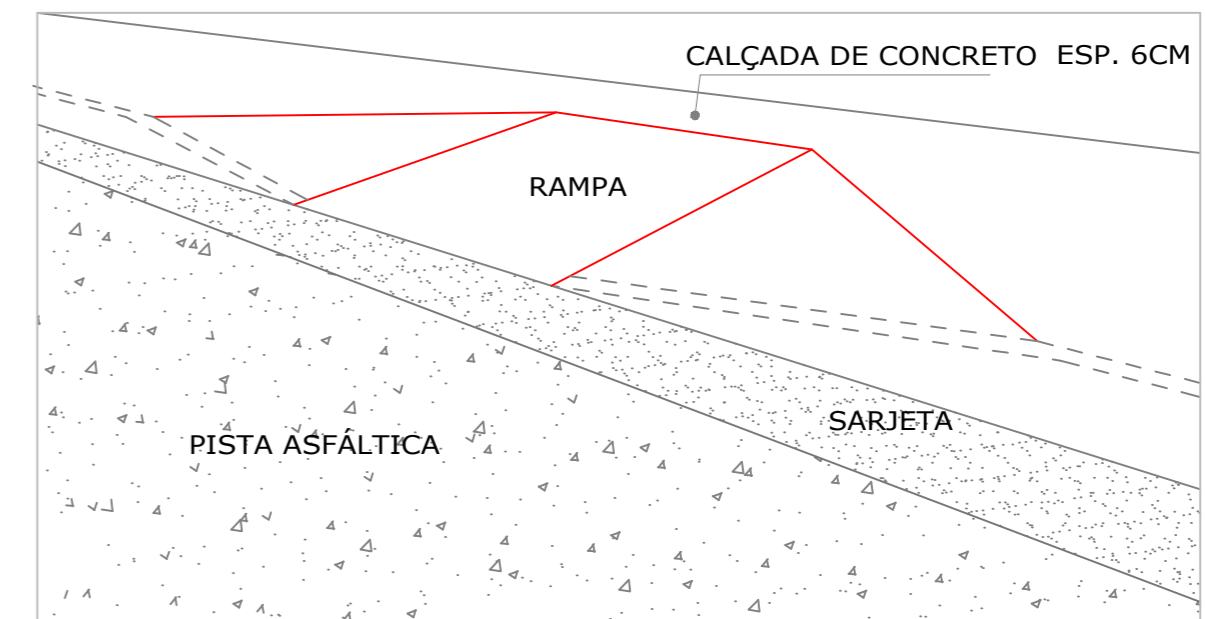 CALÇADA DE CONCRETO ESP. 6CM
RAMPA
SARJETA
PISTA ASFÁLTICA